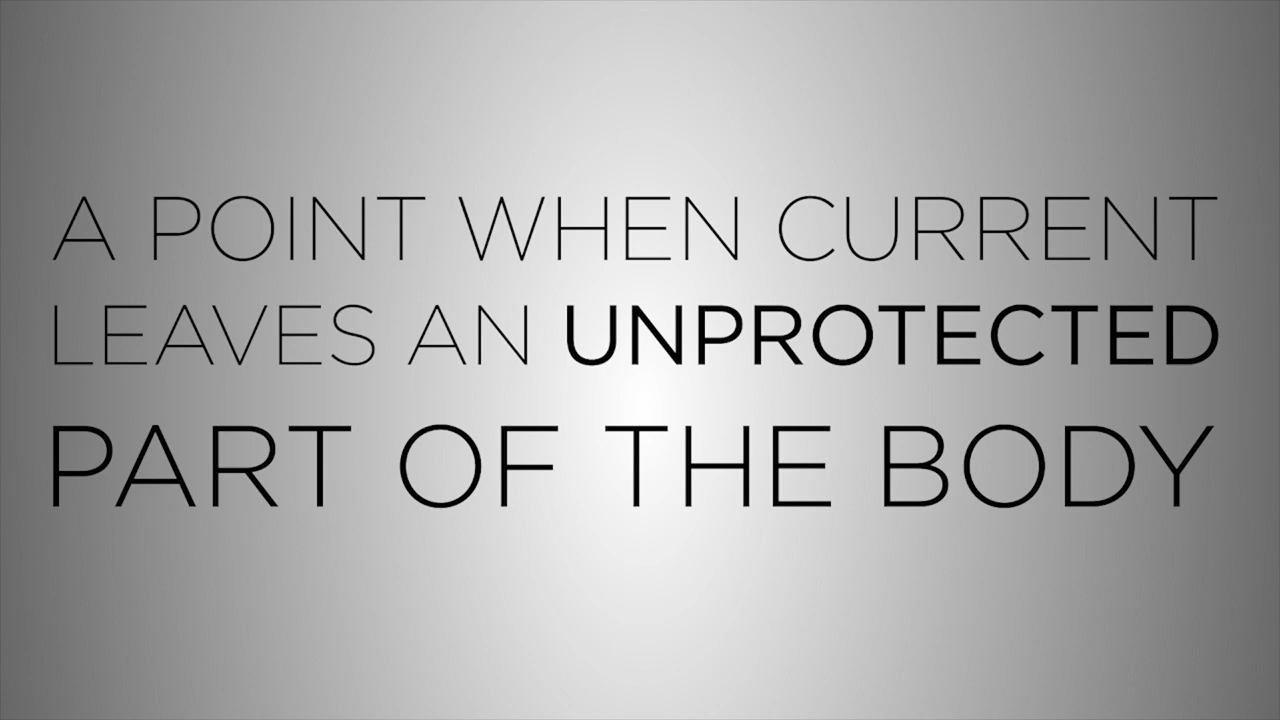 A POINT WHEN CURRENT
LEAVES AN UNPROTECTED
PART OF THE BODY